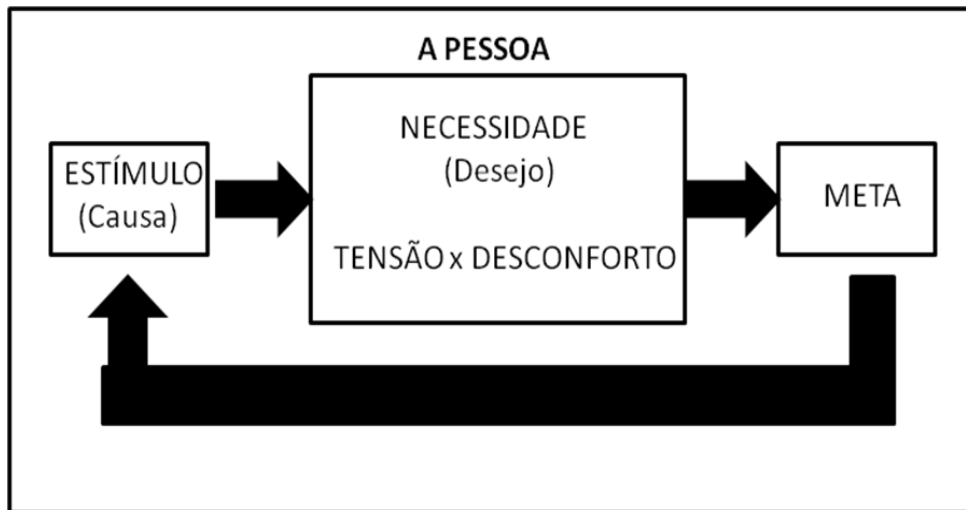 A PESSOA
ESTÍMULO
(Causa)
NECESSIDADE
(Desejo)
TENSÃO x DESCONFORTO
META